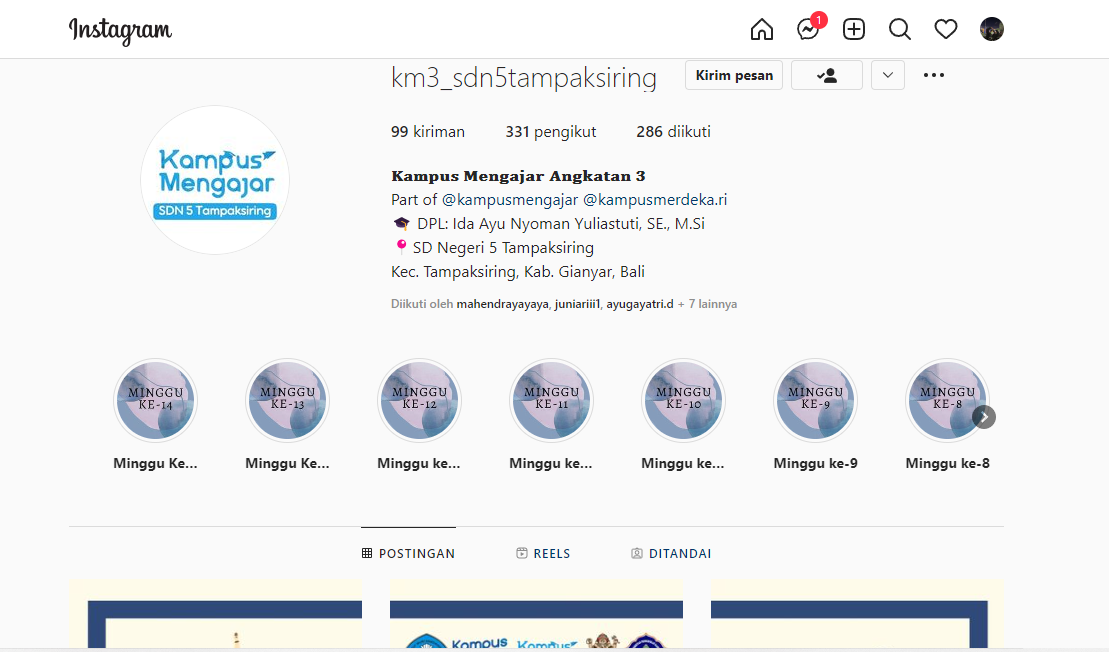 Instagram
1
km3_sdn5tampaksiring
Kirim pesan
99 kiriman 331 pengikut 286 diikuti
Kampus Mengajar
SDN 5 Tampaksiring
Kampus Mengajar Angkatan 3
Part of @kampusmengajar @kampusmerdeka.ri
DPL: Ida Ayu Nyoman Yuliastuti, SE., M.Si
SD Negeri 5 Tampaksiring
Kec. Tampaksiring, Kab. Gianyar, Bali
Diikuti oleh mahendrayayaya, juniariii1, ayugayatri.d + 7 lainnya
MINGGU KE-14
MINGGU KE-13
MINGGU KE-12
MINGGU KE-11
MINGGU KE-10
MINGGU KE-9
MINGGU KE-8
Minggu Ke... Minggu Ke... Minggu ke... Minggu ke... Minggu ke... Minggu ke-9 Minggu ke-8
POSTINGAN REELS DITANDAI
Kampus Kampus